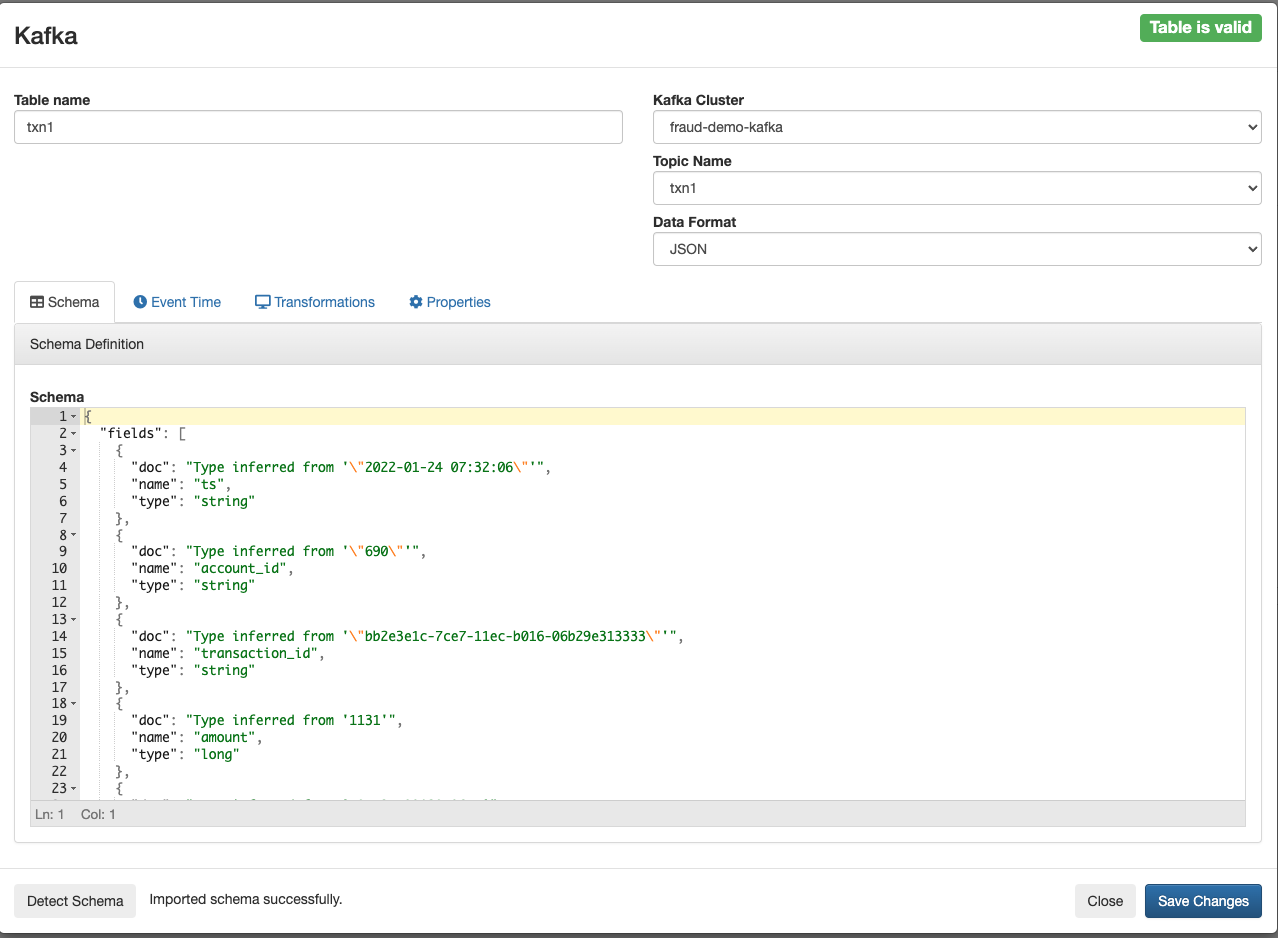 Kafka
Table is valid
Table name
txn1
Kafka Cluster
fraud-demo-kafka
Topic Name
txn1
Data Format
JSON
Schema Event Time Transformations Properties
Schema Definition
Schema
1 {
2 "fields": [
3 {
4 "doc": "Type inferred from '\"2022-01-24 07:32:06\"'",
5 "name": "ts",
6 "type": "string"
7 },
8 {
9 "doc": "Type inferred from '\"690\"'",
10 "name": "account_id",
11 "type": "string"
12 },
13 {
14 "doc": "Type inferred from '\"bb2e3e1c-7ce7-11ec-b016-06b29e313333\"'",
15 "name": "transaction_id",
16 "type": "string"
17 },
18 {
19 "doc": "Type inferred from '1131'",
20 "name": "amount",
21 "type": "long"
22 },
23 {
Ln: 1 Col: 1
Detect Schema Imported schema successfully. Close Save Changes